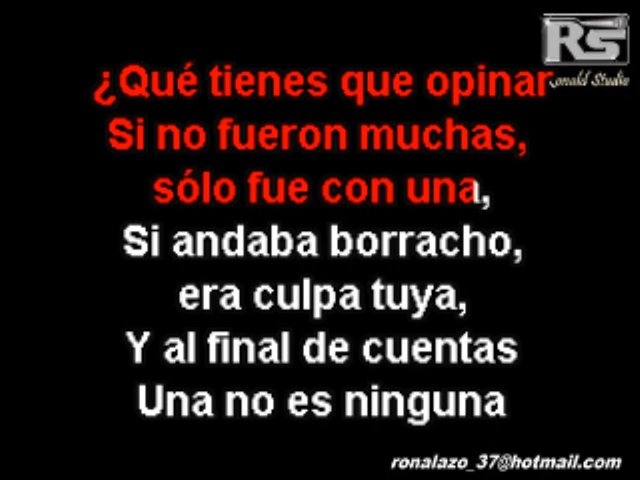 RS
Ronald Studio
¿Qué tienes que opinar
Si no fueron muchas,
sólo fue con una,
Si andaba borracho,
era culpa tuya,
Y al final de cuentas
Una no es ninguna
ronalazo_37@hotmail.com